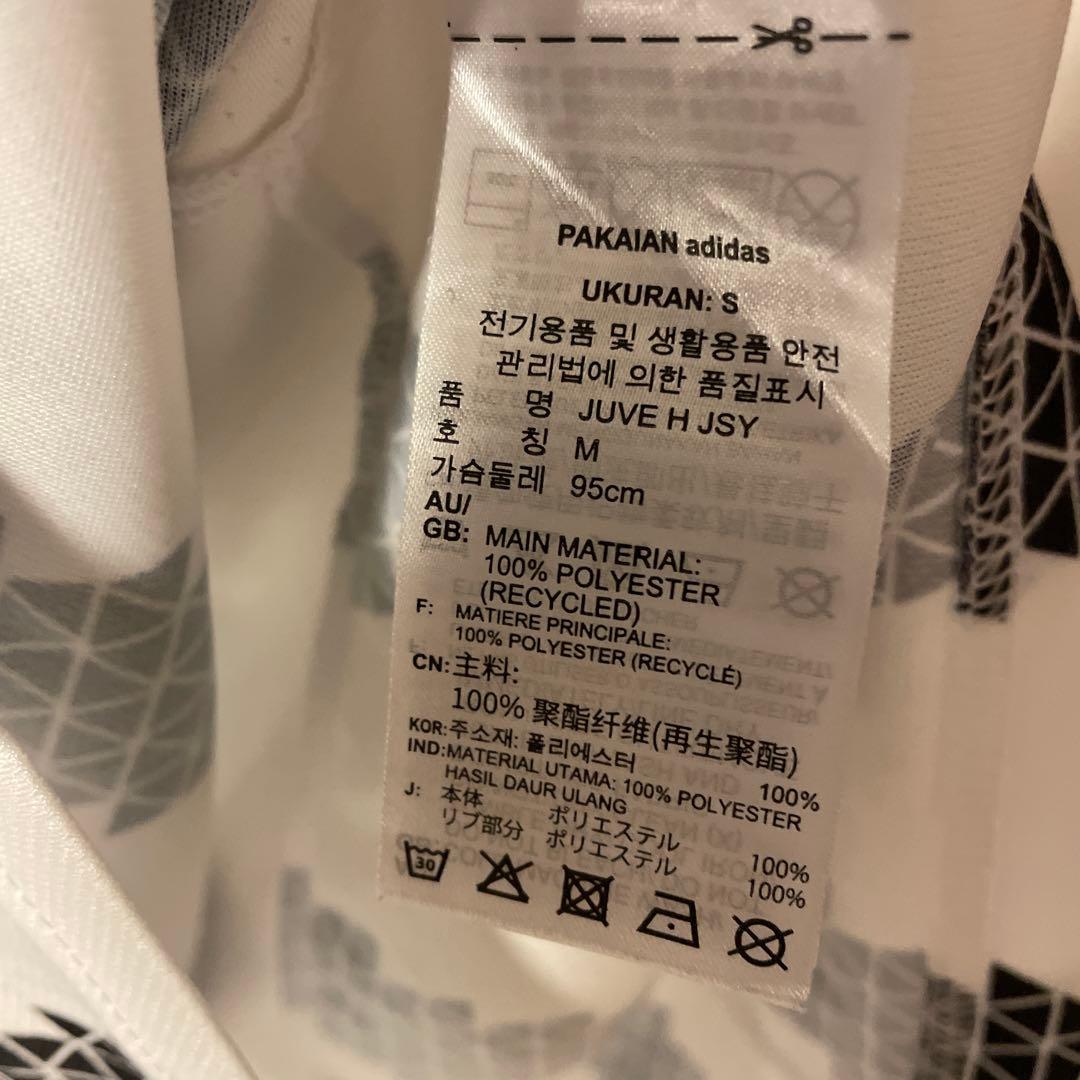 PAKAIAN adidas
UKURAN: S
전기용품 및 생활용품 안전
관리법에 의한 품질표시
품 명 JUVE H JSY
호 칭 M
가슴둘레 95cm
AU/
GB: MAIN MATERIAL:
100% POLYESTER
(RECYCLED)
F: MATIERE PRINCIPALE:
100% POLYESTER (RECYCLÉ)
CN: 主料:
100% 聚酯纤维(再生聚酯)
KOR: 주소재: 폴리에스터 100%
IND: MATERIAL UTAMA: 100% POLYESTER
HASIL DAUR ULANG
J: 本体 ポリエステル 100%
リブ部分 ポリエステル 100%
30